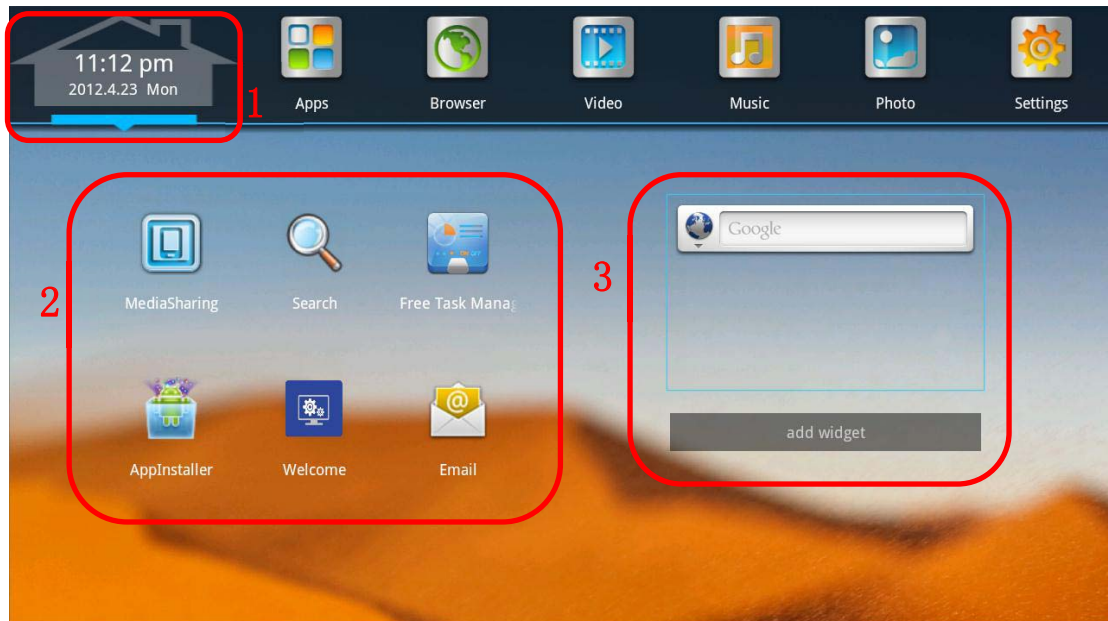 11:12 pm
2012.4.23 Mon
1
Apps
Browser
Video
Music
Photo
Settings
2
MediaSharing
Search
Free Task Mana
AppInstaller
Welcome
@
Email
3
Google
add widget